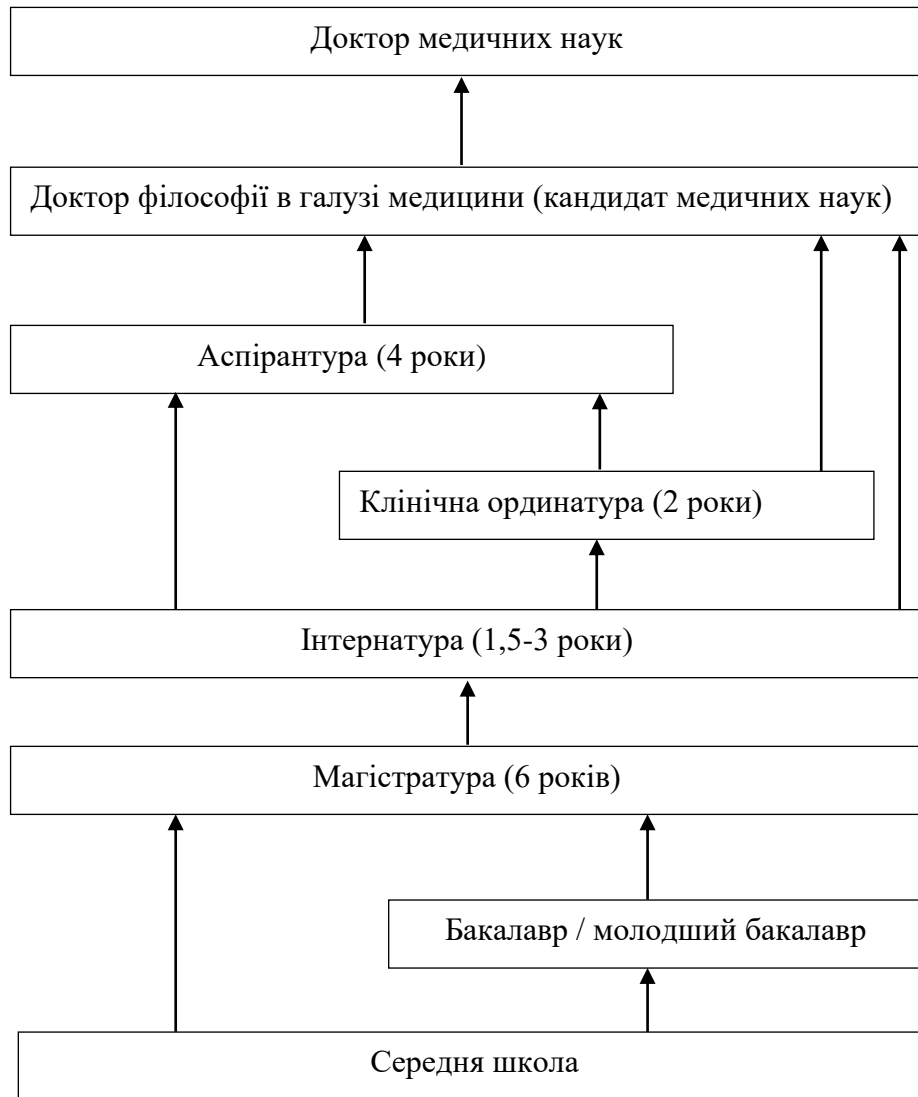 Доктор медичних наук
Доктор філософії в галузі медицини (кандидат медичних наук)
Аспірантура (4 роки)
Клінічна ординатура (2 роки)
Інтернатура (1,5-3 роки)
Магістратура (6 років)
Бакалавр / молодший бакалавр
Середня школа